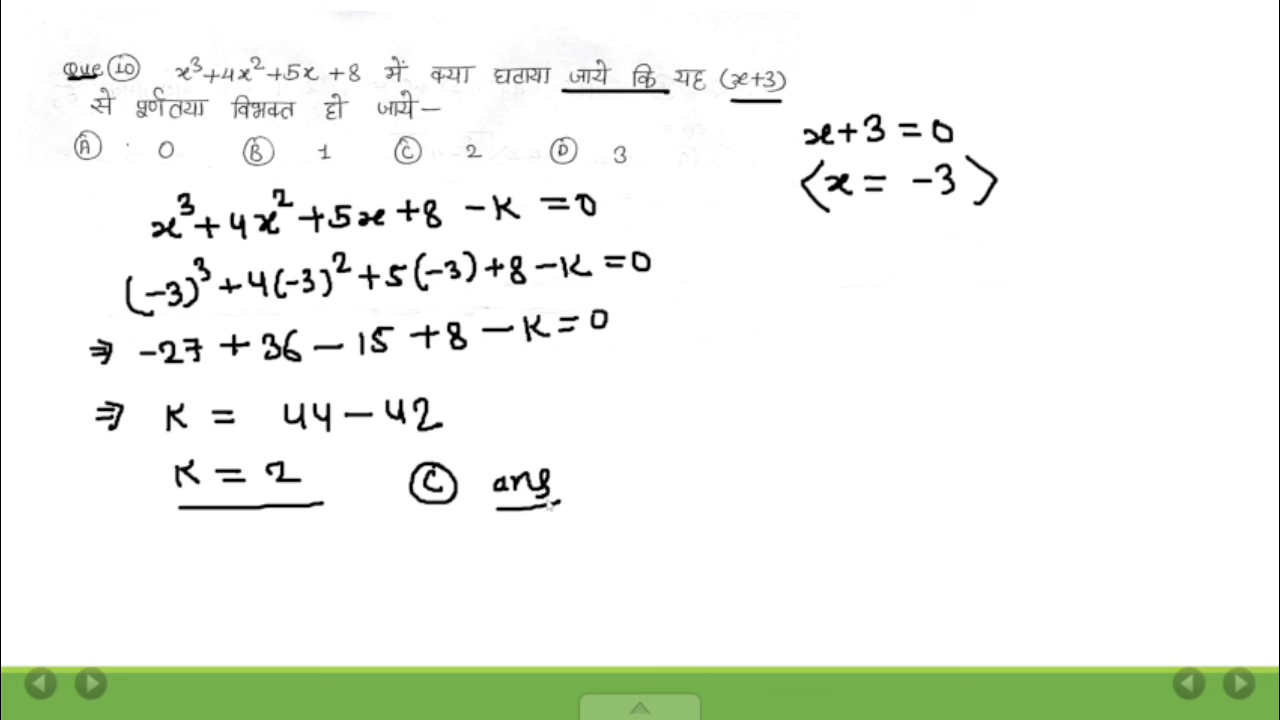 Que (10) x³+4x²+5x+8 में क्या घटाया जाये कि यह (x+3)
से पूर्णतया विभक्त हो जाये—
(A) 0 (B) 1 (C) 2 (D) 3
x+3=0
⟨x= -3⟩
x³+4x²+5x+8 -K =0
(-3)³+4(-3)²+5(-3)+8-K=0
⇒ -27+36-15+8-K=0
⇒ K = 44-42
K = 2 (C) ans